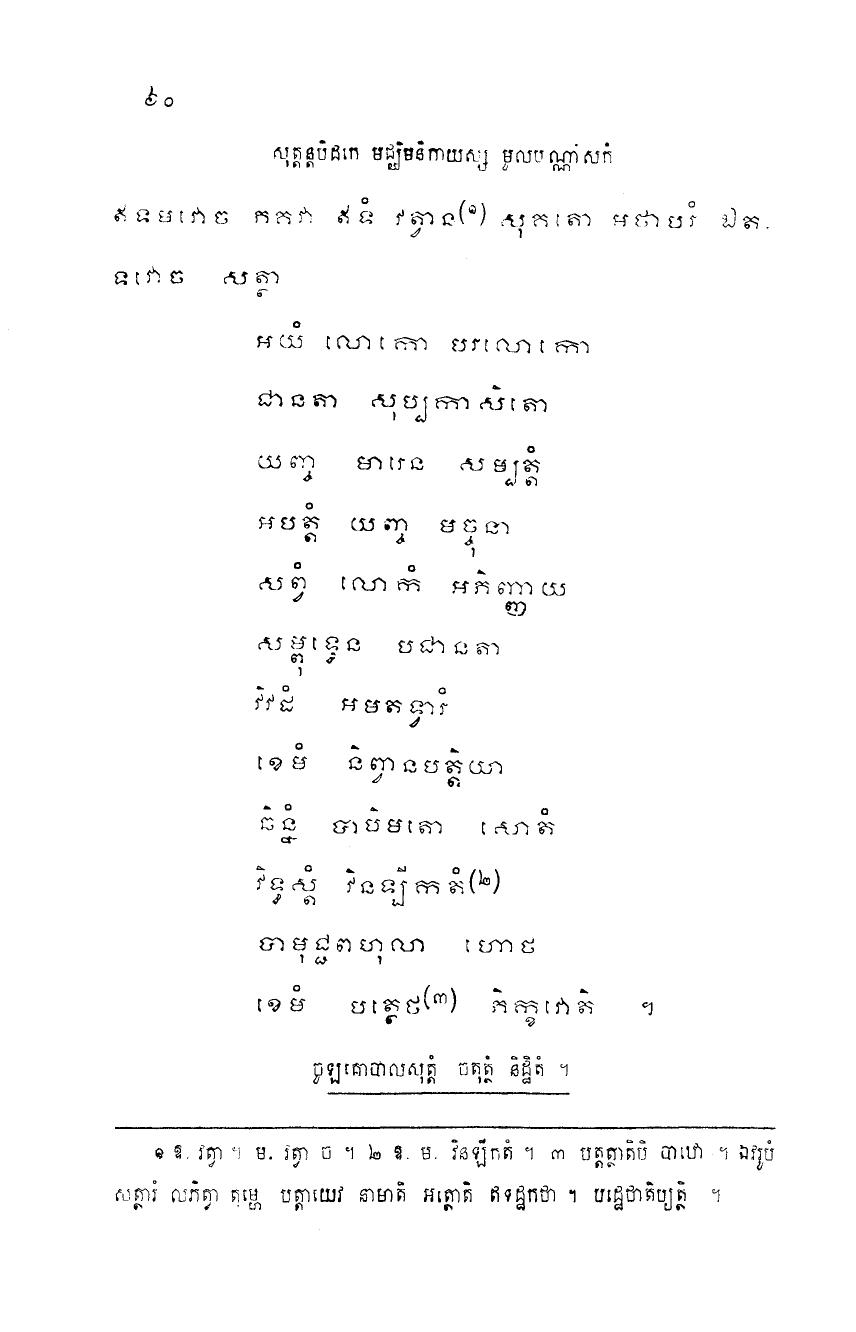 ៩០
សុត្តន្តបិដកេ មជ្ឈិមនិកាយស្ស មូលបណ្ណាំសកំ
ឥទមវោច ភគវា ឥទំ វត្វាន(១) សុគតោ អថាបរំ ឯត.
ទវោច សត្ថា
អយំ លោកោ បរលោកោ
ជានតា សុប្បកាសិតោ
យញ្ច មារេន សម្បត្តំ
អបត្តំ យញ្ច មច្ចុនា
សព្វំ លោកំ អភិញ្ញាយ
សម្ពុទ្ធេន បជានតា
វិវដំ អមតទ្វារំ
ខេមំ និព្វានបត្តិយា
ឆិន្នំ បាបិមតោ សោតំ
វិទ្ធស្តំ វិនឡីកតំ(២)
បាមុជ្ជពហុលា ហោថ
ខេមំ បត្ថេថ(៣) ភិក្ខវោតិ ។
ចូឡគោបាលសុត្តំ ចតុត្ថំ និដ្ឋិតំ ។
១ ឱ. វត្វា ។ ម. វត្វា ច ។ ២ ឱ. ម. វិនឡីកតំ ។ ៣ បត្តត្ថាតិបិ បាឋោ ។ ឯវរូបំ
សត្ថារំ លភិត្វា តុម្ហេ បត្តាយេវ នាមាតិ អត្ថោតិ ឥទដ្ឋកថា ។ បដ្ឋេថាតិប្យត្ថិ ។